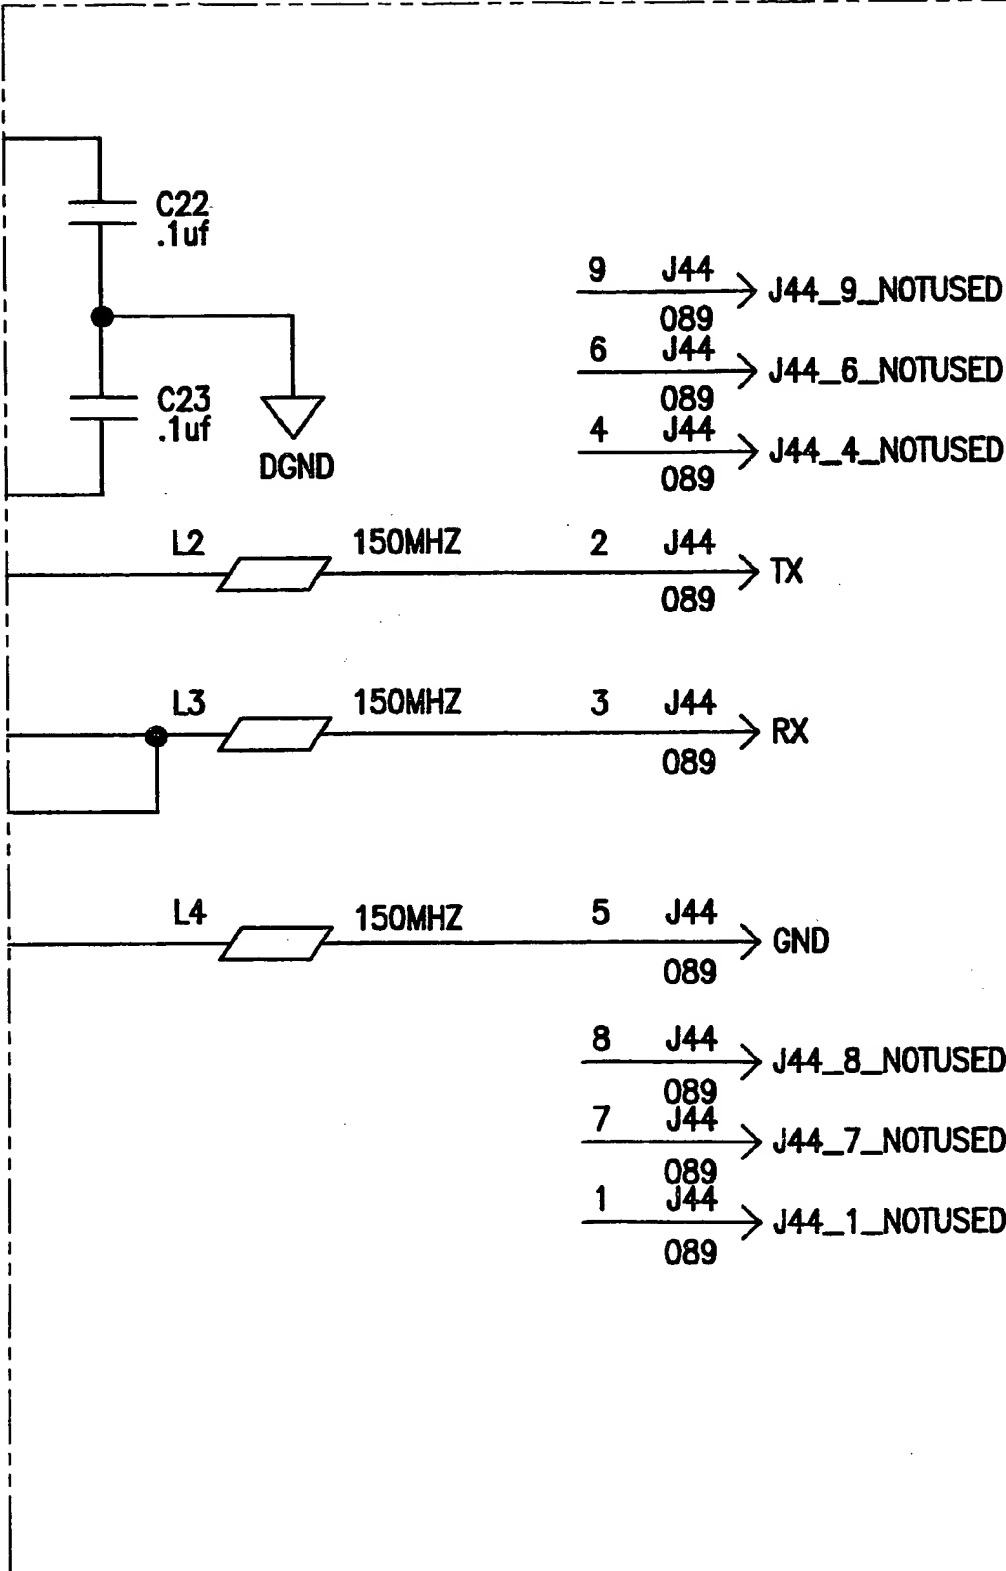 C22
.1uf
9 J44
J44_9_NOTUSED
089
6 J44
J44_6_NOTUSED
089
C23
.1uf
4 J44
J44_4_NOTUSED
DGND
089
L2 150MHZ 2 J44
TX
089
L3 150MHZ 3 J44
RX
089
L4 150MHZ 5 J44
GND
089
8 J44
J44_8_NOTUSED
089
7 J44
J44_7_NOTUSED
089
1 J44
J44_1_NOTUSED
089